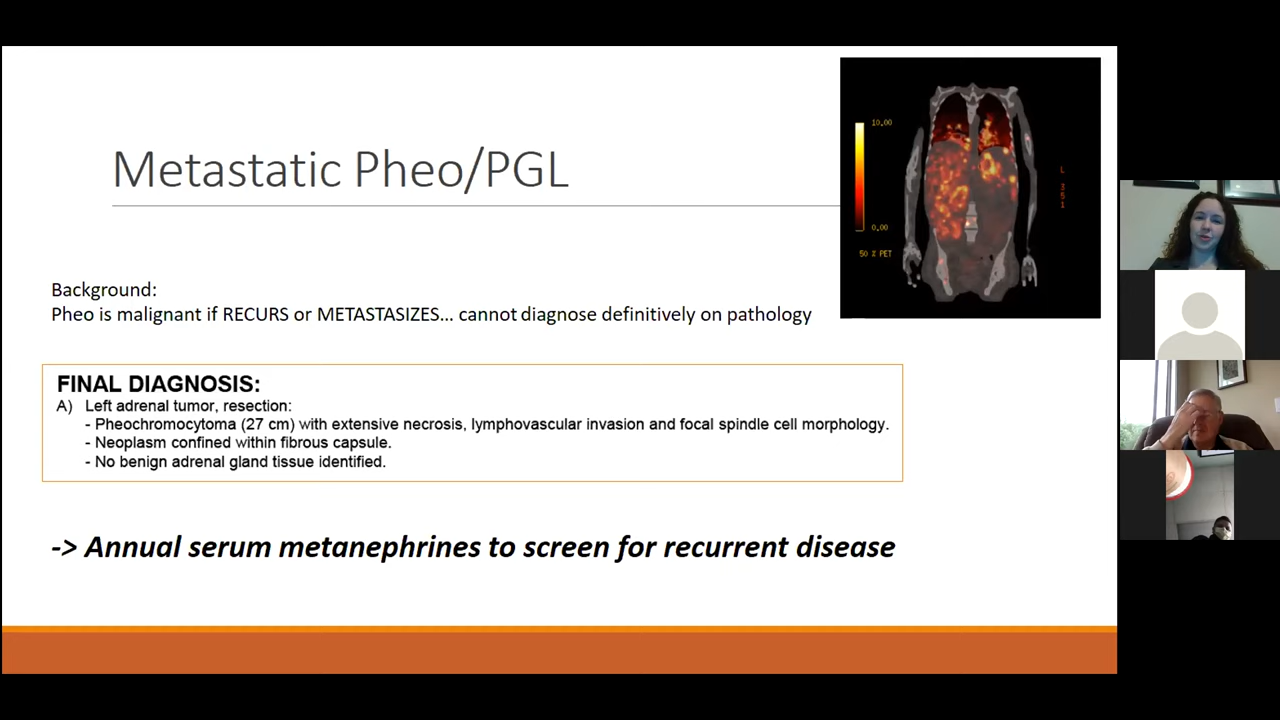 Metastatic Pheo/PGL
10.00
0.00
50 % PET
L
3
5
1
Background:
Pheo is malignant if RECURS or METASTASIZES... cannot diagnose definitively on pathology
FINAL DIAGNOSIS:
A) Left adrenal tumor, resection:
- Pheochromocytoma (27 cm) with extensive necrosis, lymphovascular invasion and focal spindle cell morphology.
- Neoplasm confined within fibrous capsule.
- No benign adrenal gland tissue identified.
-> Annual serum metanephrines to screen for recurrent disease